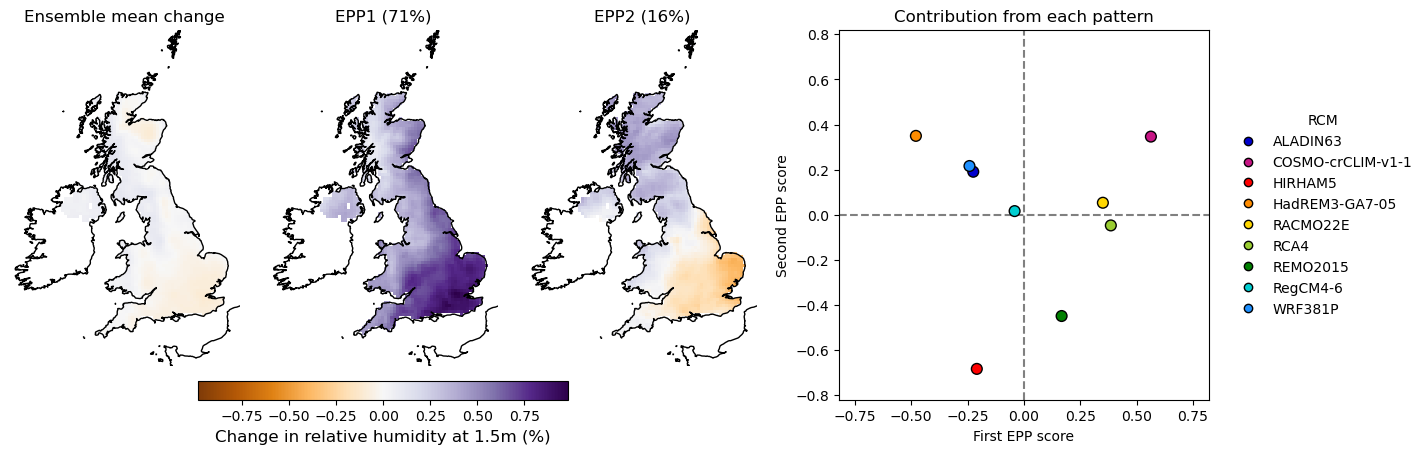 Ensemble mean change
EPP1 (71%)
EPP2 (16%)
−0.75 −0.50 −0.25 0.00 0.25 0.50 0.75
Change in relative humidity at 1.5m (%)
Contribution from each pattern
Second EPP score
0.8
0.6
0.4
0.2
0.0
−0.2
−0.4
−0.6
−0.8
−0.75 −0.50 −0.25 0.00 0.25 0.50 0.75
First EPP score
RCM
ALADIN63
COSMO-crCLIM-v1-1
HIRHAM5
HadREM3-GA7-05
RACMO22E
RCA4
REMO2015
RegCM4-6
WRF381P